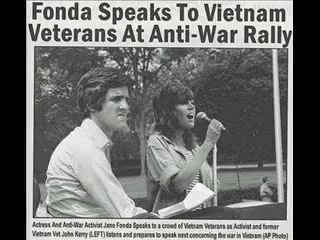 Fonda Speaks To Vietnam
Veterans At Anti-War Rally
Actress And Anti-War Activist Jane Fonda Speaks to a crowd of Vietnam Veterans as Activist and former
Vietnam Vet John Kerry (LEFT) listens and prepares to speak next concerning the war in Vietnam (AP Photo)